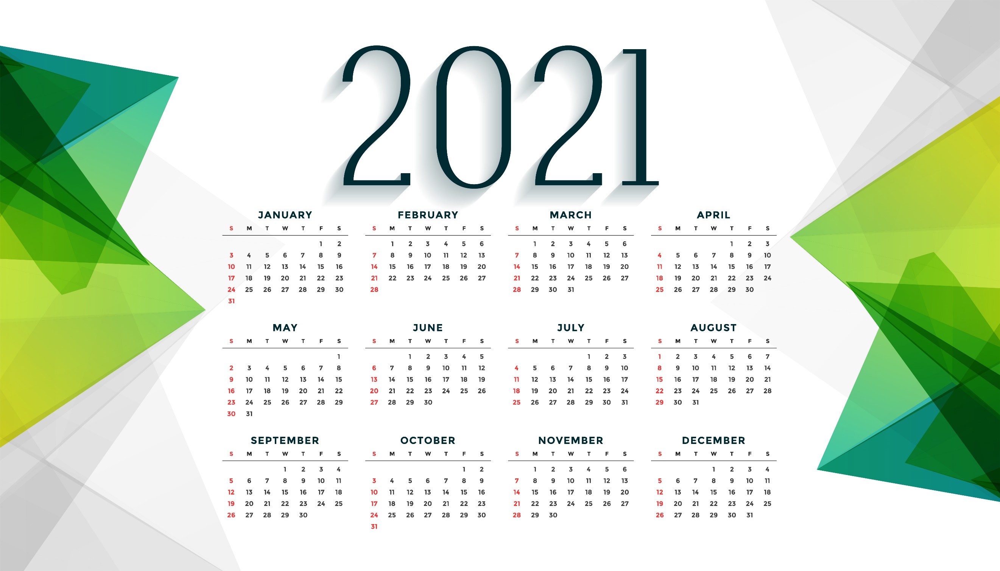 2021
JANUARY
S M T W T F S
1 2
3 4 5 6 7 8 9
10 11 12 13 14 15 16
17 18 19 20 21 22 23
24 25 26 27 28 29 30
31
FEBRUARY
S M T W T F S
1 2 3 4 5 6
7 8 9 10 11 12 13
14 15 16 17 18 19 20
21 22 23 24 25 26 27
28
MARCH
S M T W T F S
1 2 3 4 5 6
7 8 9 10 11 12 13
14 15 16 17 18 19 20
21 22 23 24 25 26 27
28 29 30 31
APRIL
S M T W T F S
1 2 3
4 5 6 7 8 9 10
11 12 13 14 15 16 17
18 19 20 21 22 23 24
25 26 27 28 29 30
MAY
S M T W T F S
1
2 3 4 5 6 7 8
9 10 11 12 13 14 15
16 17 18 19 20 21 22
23 24 25 26 27 28 29
30 31
JUNE
S M T W T F S
1 2 3 4 5
6 7 8 9 10 11 12
13 14 15 16 17 18 19
20 21 22 23 24 25 26
27 28 29 30
JULY
S M T W T F S
1 2 3
4 5 6 7 8 9 10
11 12 13 14 15 16 17
18 19 20 21 22 23 24
25 26 27 28 29 30 31
AUGUST
S M T W T F S
1 2 3 4 5 6 7
8 9 10 11 12 13 14
15 16 17 18 19 20 21
22 23 24 25 26 27 28
29 30 31
SEPTEMBER
S M T W T F S
1 2 3 4
5 6 7 8 9 10 11
12 13 14 15 16 17 18
19 20 21 22 23 24 25
26 27 28 29 30
OCTOBER
S M T W T F S
1 2
3 4 5 6 7 8 9
10 11 12 13 14 15 16
17 18 19 20 21 22 23
24 25 26 27 28 29 30
31
NOVEMBER
S M T W T F S
1 2 3 4 5 6
7 8 9 10 11 12 13
14 15 16 17 18 19 20
21 22 23 24 25 26 27
28 29 30
DECEMBER
S M T W T F S
1 2 3 4
5 6 7 8 9 10 11
12 13 14 15 16 17 18
19 20 21 22 23 24 25
26 27 28 29 30 31